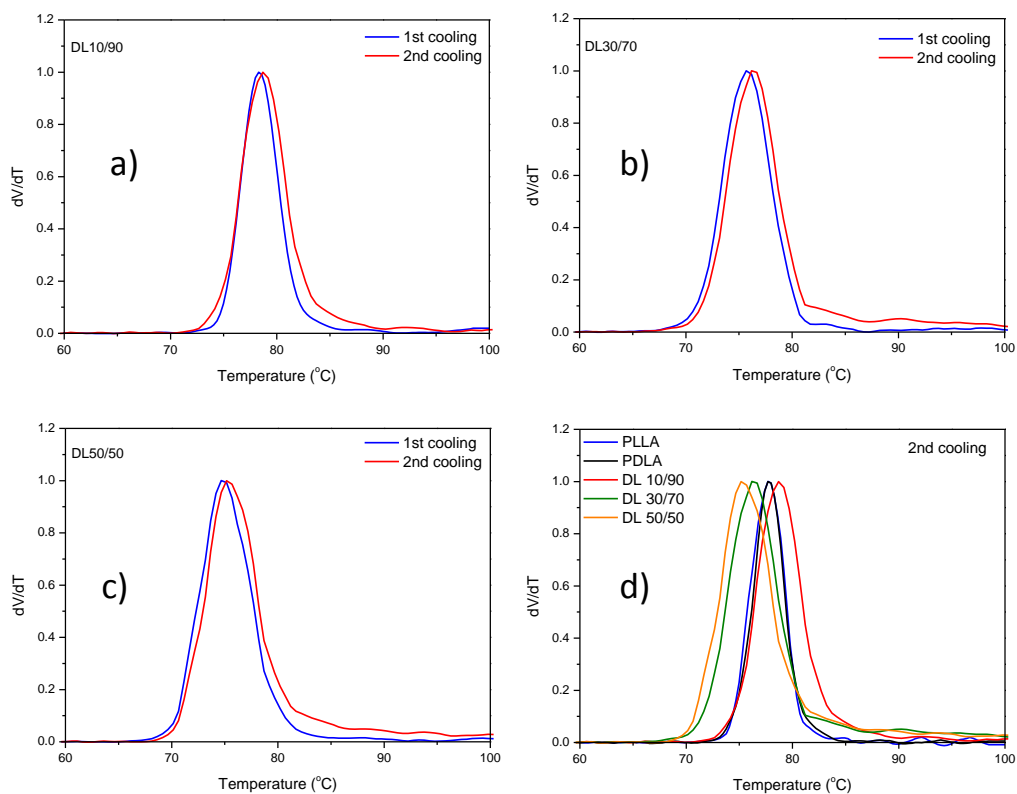 DL10/90
1st cooling
2nd cooling
a)
dV/dT
1.2
1.0
0.8
0.6
0.4
0.2
0.0
60 70 80 90 100
Temperature (°C)
DL30/70
1st cooling
2nd cooling
b)
dV/dT
1.2
1.0
0.8
0.6
0.4
0.2
0.0
60 70 80 90 100
Temperature (°C)
DL50/50
1st cooling
2nd cooling
c)
dV/dT
1.2
1.0
0.8
0.6
0.4
0.2
0.0
60 70 80 90 100
Temperature (°C)
PLLA
PDLA
DL 10/90
DL 30/70
DL 50/50
2nd cooling
d)
dV/dT
1.2
1.0
0.8
0.6
0.4
0.2
0.0
60 70 80 90 100
Temperature (°C)